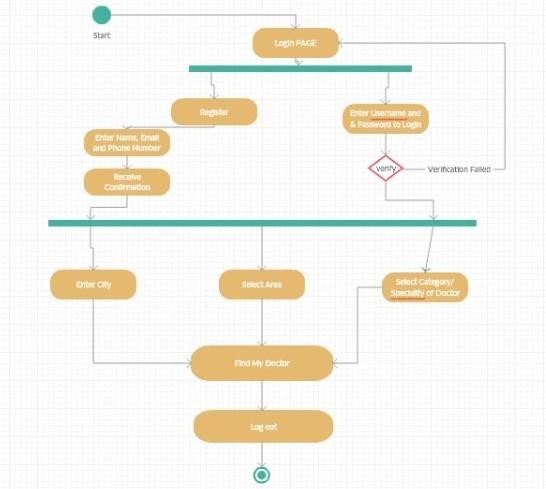 Start
Login PAGE
Register
Enter Username and
& Password to Login
Enter Name, Email
and Phone Number
verify
Verification Failed
Receive
Confirmation
Enter City
Select Area
Select Category/
Speciality of Doctor
Find My Doctor
Log out